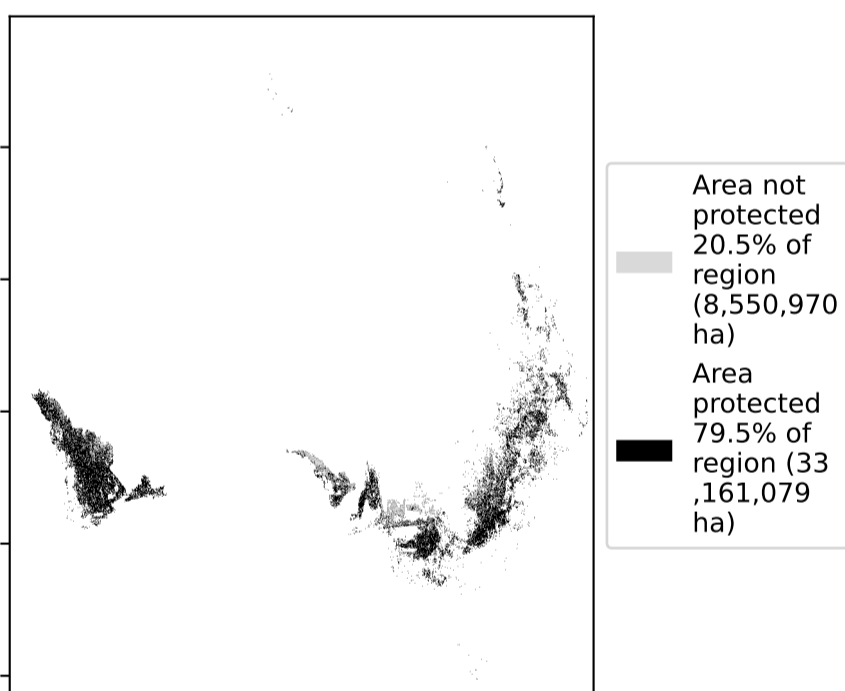 Area not
protected
20.5% of
region
(8,550,970
ha)
Area
protected
79.5% of
region (33
,161,079
ha)